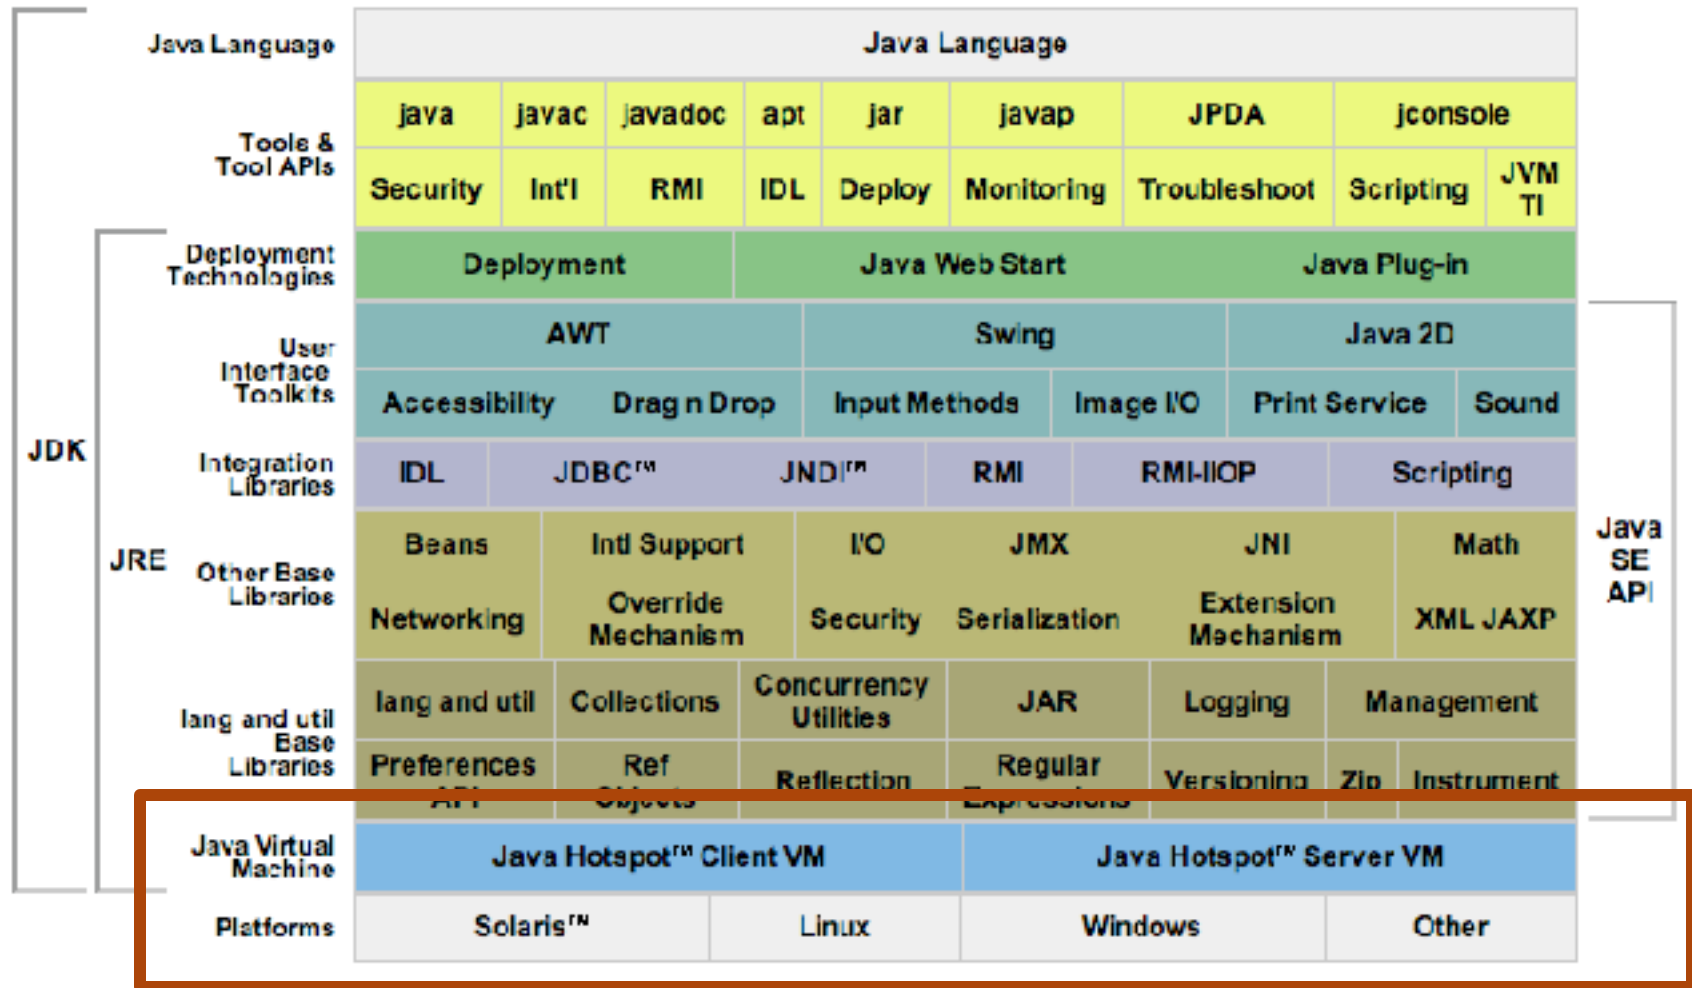 Java Language
Java Language
Tools &
Tool APIs
java javac javadoc apt jar javap JPDA jconsole
Security Int'l RMI IDL Deploy Monitoring Troubleshoot Scripting JVM
TI
Deployment
Technologies
Deployment Java Web Start Java Plug-in
User
Interface
Toolkits
AWT Swing Java 2D
Accessibility Drag n Drop Input Methods Image I/O Print Service Sound
JDK
Integration
Libraries
IDL JDBC™ JNDI™ RMI RMI-IIOP Scripting
JRE
Other Base
Libraries
Beans Intl Support I/O JMX JNI Math
Networking Override
Mechanism Security Serialization Extension
Mechanism XML JAXP
Java
SE
API
lang and util
Base
Libraries
lang and util Collections Concurrency
Utilities JAR Logging Management
Preferences
API Ref
Objects Reflection Regular
Expressions Versioning Zip Instrument
Java Virtual
Machine
Java Hotspot™ Client VM Java Hotspot™ Server VM
Platforms
Solaris™ Linux Windows Other